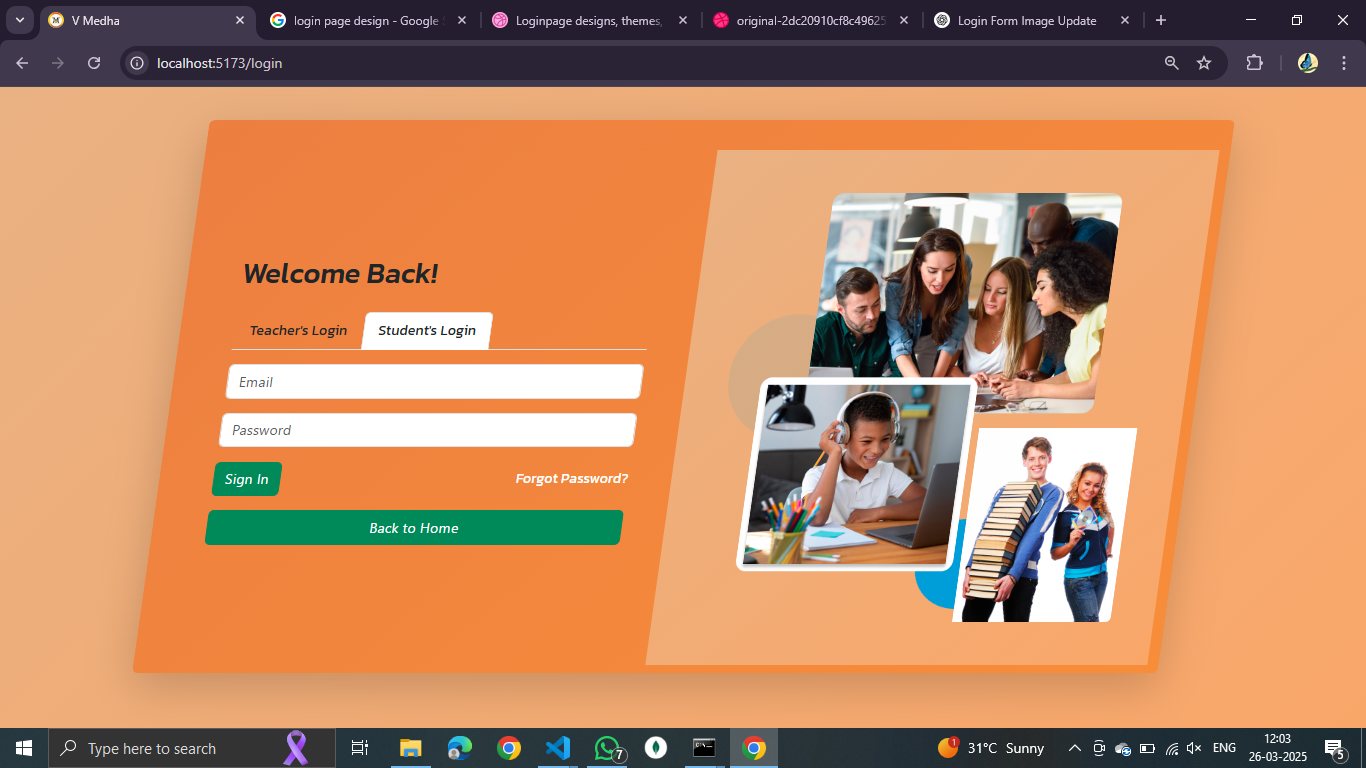 V Medha
login page design - Google S
Loginpage designs, themes,
original-2dc20910cf8c49625
Login Form Image Update
localhost:5173/login
Welcome Back!
Teacher's Login
Student's Login
Email
Password
Sign In
Forgot Password?
Back to Home
Type here to search
7
1
31°C Sunny
ENG
12:03
26-03-2025
5